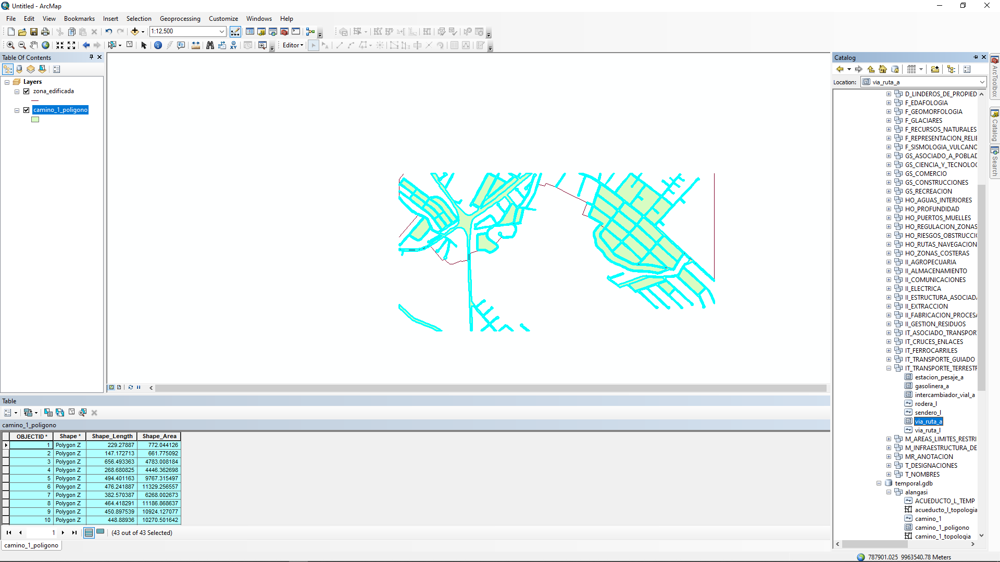 Untitled - ArcMap
File Edit View Bookmarks Insert Selection Geoprocessing Customize Windows Help
1:12,500
Editor
Table Of Contents
Layers
zona_edificada
camino_1_poligono
Catalog
Location: via_ruta_a
D_LINDEROS_DE_PROPIED
F_EDAFOLOGIA
F_GEOMORFOLOGIA
F_GLACIARES
F_RECURSOS_NATURALES
F_REPRESENTACION_RELIE
F_SISMOLOGIA_VULCANO
GS_ASOCIADO_A_POBLAD
GS_CIENCIA_Y_TECNOLOG
GS_COMERCIO
GS_CONSTRUCCIONES
GS_RECREACION
HO_AGUAS_INTERIORES
HO_PROFUNDIDAD
HO_PUERTOS_MUELLES
HO_REGULACION_ZONAS
HO_RIESGOS_OBSTRUCCIO
HO_RUTAS_NAVEGACION
HO_ZONAS_COSTERAS
II_AGROPECUARIA
II_ALMACENAMIENTO
II_COMUNICACIONES
II_ELECTRICA
II_ESTRUCTURA_ASOCIADA
II_EXTRACCION
II_FABRICACION_PROCESA
II_GESTION_RESIDUOS
IT_ASOCIADO_TRANSPOR
IT_CRUCES_ENLACES
IT_FERROCARRILES
IT_TRANSPORTE_GUIADO
IT_TRANSPORTE_TERRESTR
estacion_pesaje_a
gasolinera_a
intercambiador_vial_a
rodera_l
sendero_l
via_ruta_a
via_ruta_l
M_AREAS_LIMITES_RESTRI
M_INFRAESTRUCTURA_DE
MR_ANOTACION
T_DESIGNACIONES
T_NOMBRES
temporal.gdb
alangasi
ACUEDUCTO_L_TEMP
acueducto_l_topologia
camino_1
camino_1_poligono
camino_1_topologia
ArcToolbox
Catalog
Search
Table
camino_1_poligono
OBJECTID * Shape * Shape_Length Shape_Area
1 Polygon Z 229.27887 772.044126
2 Polygon Z 147.172713 661.775092
3 Polygon Z 656.493363 4783.008184
4 Polygon Z 268.680825 4446.362698
5 Polygon Z 494.401163 9767.315497
6 Polygon Z 476.241887 11329.256557
7 Polygon Z 382.570387 6268.002673
8 Polygon Z 464.418291 11186.868637
9 Polygon Z 450.897539 10924.127077
10 Polygon Z 448.88936 10270.501642
1 (43 out of 43 Selected)
camino_1_poligono
787901.025 9963540.78 Meters